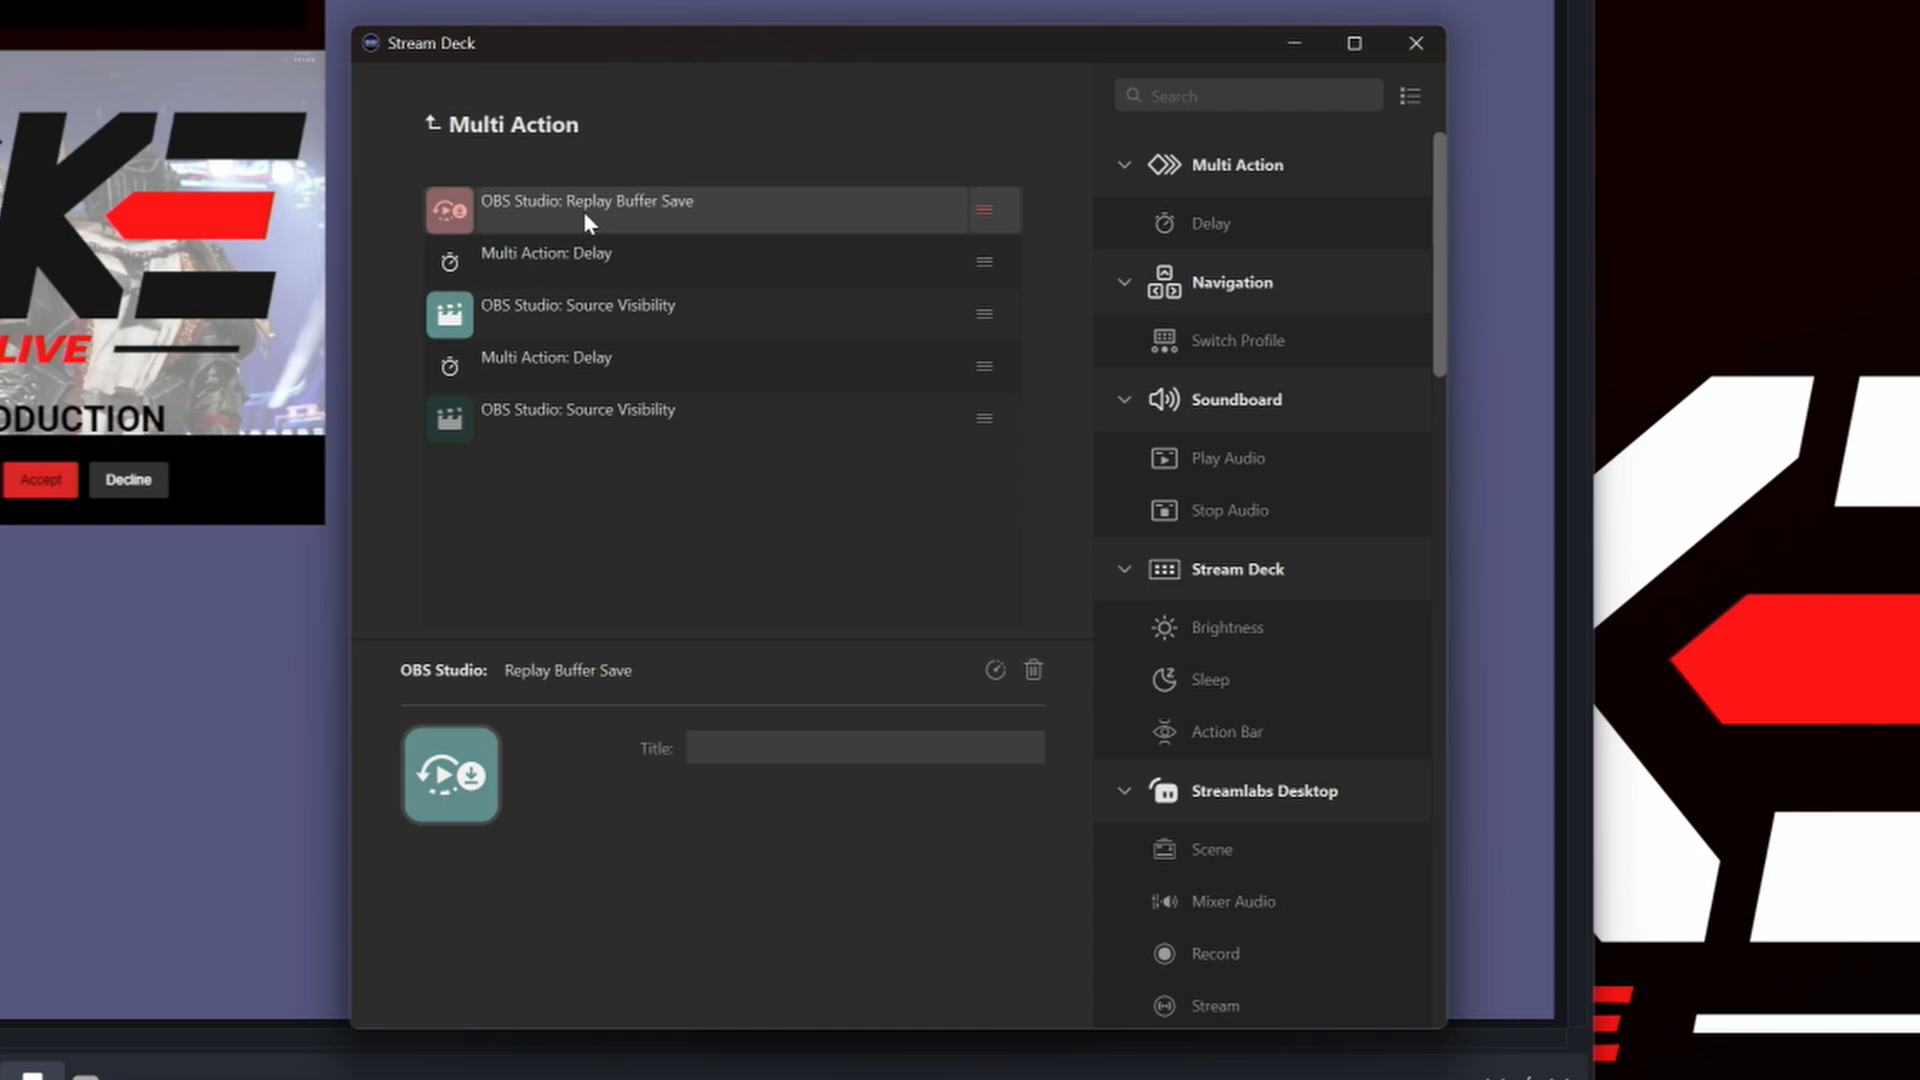 Stream Deck
Search
Multi Action
OBS Studio: Replay Buffer Save
Multi Action: Delay
OBS Studio: Source Visibility
Multi Action: Delay
OBS Studio: Source Visibility
OBS Studio: Replay Buffer Save
Title:
Multi Action
Delay
Navigation
Switch Profile
Soundboard
Play Audio
Stop Audio
Stream Deck
Brightness
Sleep
Action Bar
Streamlabs Desktop
Scene
Mixer Audio
Record
Stream
KE
LIVE
ODUCTION
Accept Decline